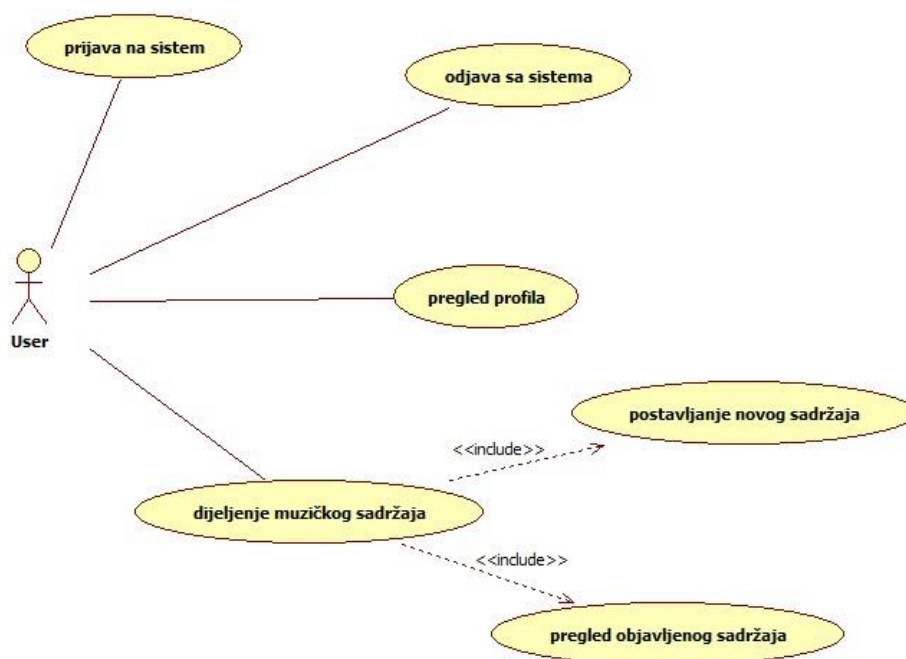 prijava na sistem
odjava sa sistema
pregled profila
User
postavljanje novog sadržaja
<<include>>
dijeljenje muzičkog sadržaja
<<include>>
pregled objavljenog sadržaja